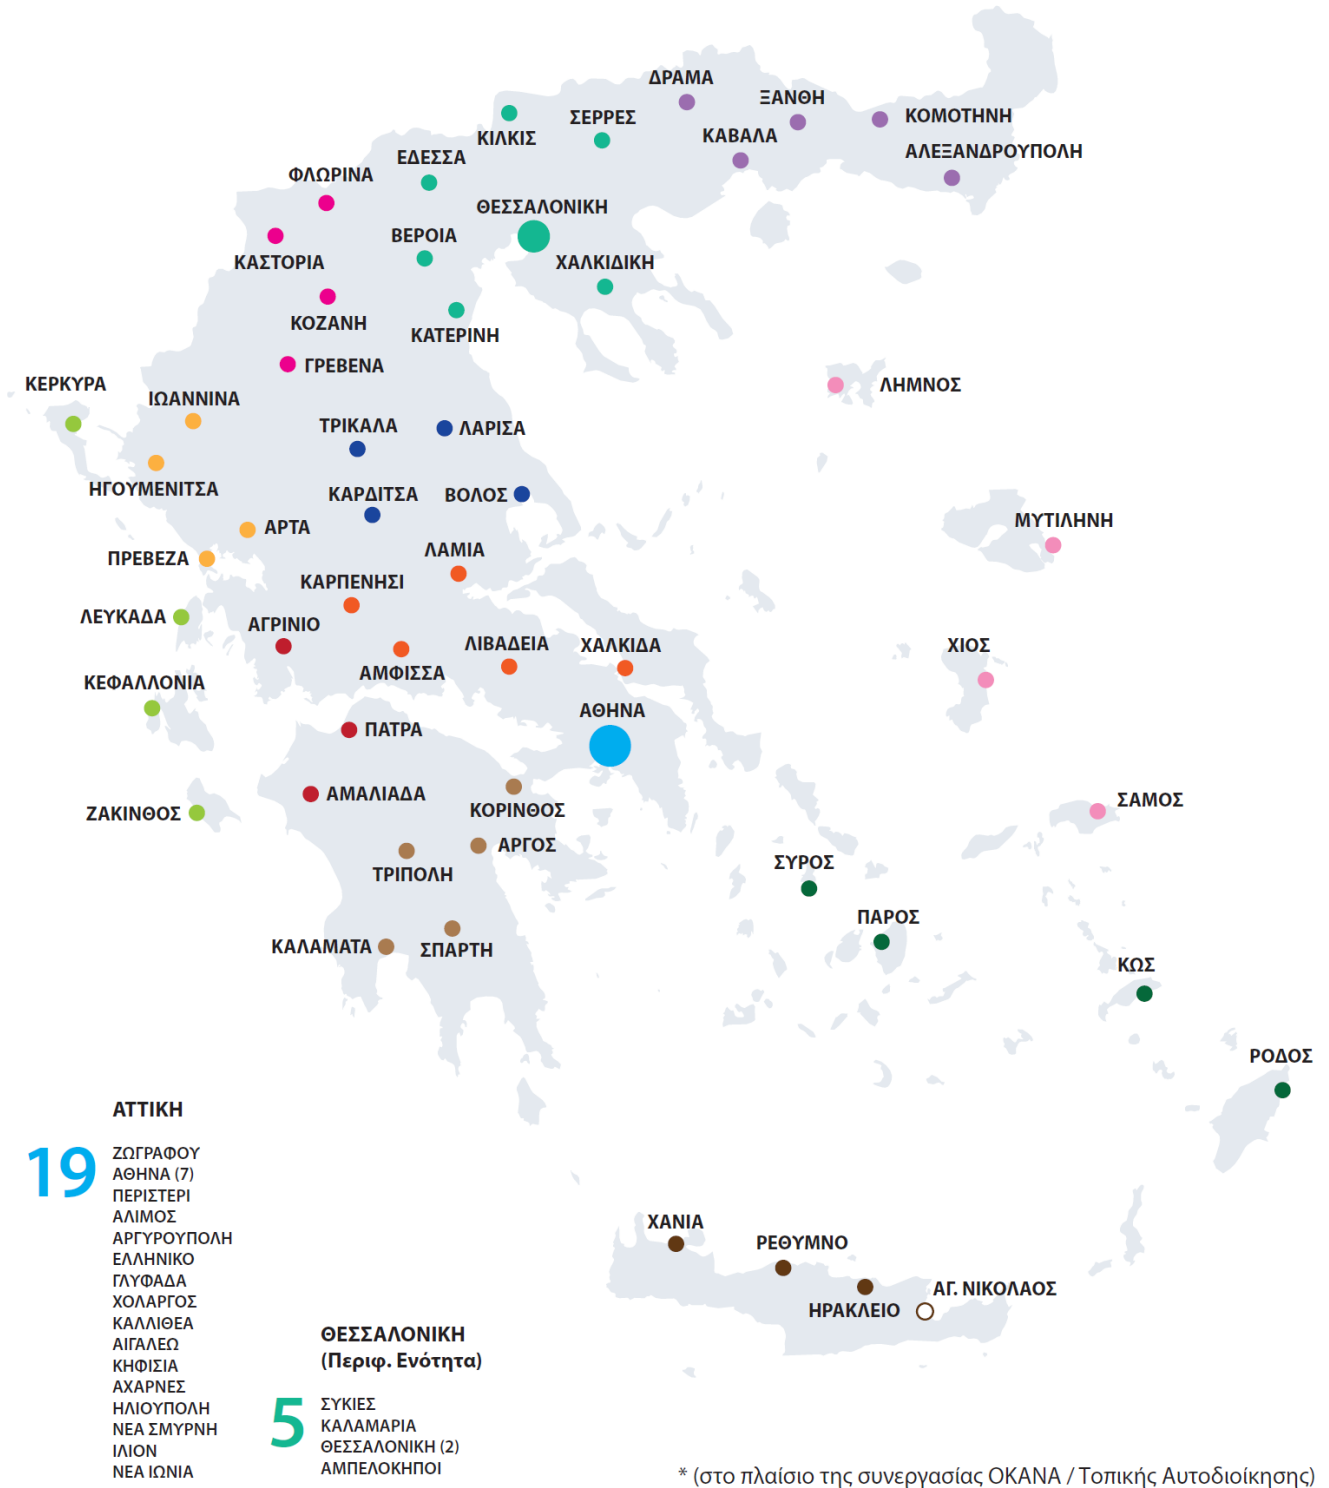 ΔΡΑΜΑ
ΞΑΝΘΗ
ΚΟΜΟΤΗΝΗ
ΣΕΡΡΕΣ
ΚΙΛΚΙΣ
ΚΑΒΑΛΑ
ΑΛΕΞΑΝΔΡΟΥΠΟΛΗ
ΕΔΕΣΣΑ
ΦΛΩΡΙΝΑ
ΘΕΣΣΑΛΟΝΙΚΗ
ΒΕΡΟΙΑ
ΚΑΣΤΟΡΙΑ
ΧΑΛΚΙΔΙΚΗ
ΚΟΖΑΝΗ
ΚΑΤΕΡΙΝΗ
ΓΡΕΒΕΝΑ
ΚΕΡΚΥΡΑ
ΛΗΜΝΟΣ
ΙΩΑΝΝΙΝΑ
ΤΡΙΚΑΛΑ
ΛΑΡΙΣΑ
ΗΓΟΥΜΕΝΙΤΣΑ
ΚΑΡΔΙΤΣΑ
ΒΟΛΟΣ
ΜΥΤΙΛΗΝΗ
ΑΡΤΑ
ΠΡΕΒΕΖΑ
ΛΑΜΙΑ
ΚΑΡΠΕΝΗΣΙ
ΛΕΥΚΑΔΑ
ΑΓΡΙΝΙΟ
ΛΙΒΑΔΕΙΑ
ΧΑΛΚΙΔΑ
ΧΙΟΣ
ΑΜΦΙΣΣΑ
ΚΕΦΑΛΛΟΝΙΑ
ΑΘΗΝΑ
ΠΑΤΡΑ
ΑΜΑΛΙΑΔΑ
ΣΑΜΟΣ
ΚΟΡΙΝΘΟΣ
ΖΑΚΙΝΘΟΣ
ΑΡΓΟΣ
ΣΥΡΟΣ
ΤΡΙΠΟΛΗ
ΠΑΡΟΣ
ΚΑΛΑΜΑΤΑ
ΣΠΑΡΤΗ
ΚΩΣ
ΡΟΔΟΣ
ΧΑΝΙΑ
ΡΕΘΥΜΝΟ
ΑΓ. ΝΙΚΟΛΑΟΣ
ΗΡΑΚΛΕΙΟ
ΑΤΤΙΚΗ
19
ΖΩΓΡΑΦΟΥ
ΑΘΗΝΑ (7)
ΠΕΡΙΣΤΕΡΙ
ΑΛΙΜΟΣ
ΑΡΓΥΡΟΥΠΟΛΗ
ΕΛΛΗΝΙΚΟ
ΓΛΥΦΑΔΑ
ΧΟΛΑΡΓΟΣ
ΚΑΛΛΙΘΕΑ
ΑΙΓΑΛΕΩ
ΚΗΦΙΣΙΑ
ΑΧΑΡΝΕΣ
ΗΛΙΟΥΠΟΛΗ
ΝΕΑ ΣΜΥΡΝΗ
ΙΛΙΟΝ
ΝΕΑ ΙΩΝΙΑ
ΘΕΣΣΑΛΟΝΙΚΗ
(Περιφ. Ενότητα)
5
ΣΥΚΙΕΣ
ΚΑΛΑΜΑΡΙΑ
ΘΕΣΣΑΛΟΝΙΚΗ (2)
ΑΜΠΕΛΟΚΗΠΟΙ
* (στο πλαίσιο της συνεργασίας ΟΚΑΝΑ / Τοπικής Αυτοδιοίκησης)